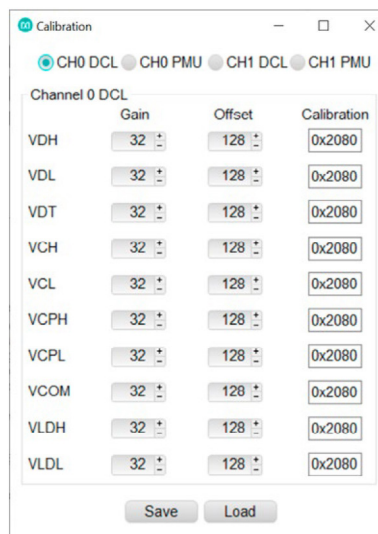 Calibration
CH0 DCL CH0 PMU CH1 DCL CH1 PMU
Channel 0 DCL
Gain Offset Calibration
VDH 32 128 0x2080
VDL 32 128 0x2080
VDT 32 128 0x2080
VCH 32 128 0x2080
VCL 32 128 0x2080
VCPH 32 128 0x2080
VCPL 32 128 0x2080
VCOM 32 128 0x2080
VLDH 32 128 0x2080
VLDL 32 128 0x2080
Save Load